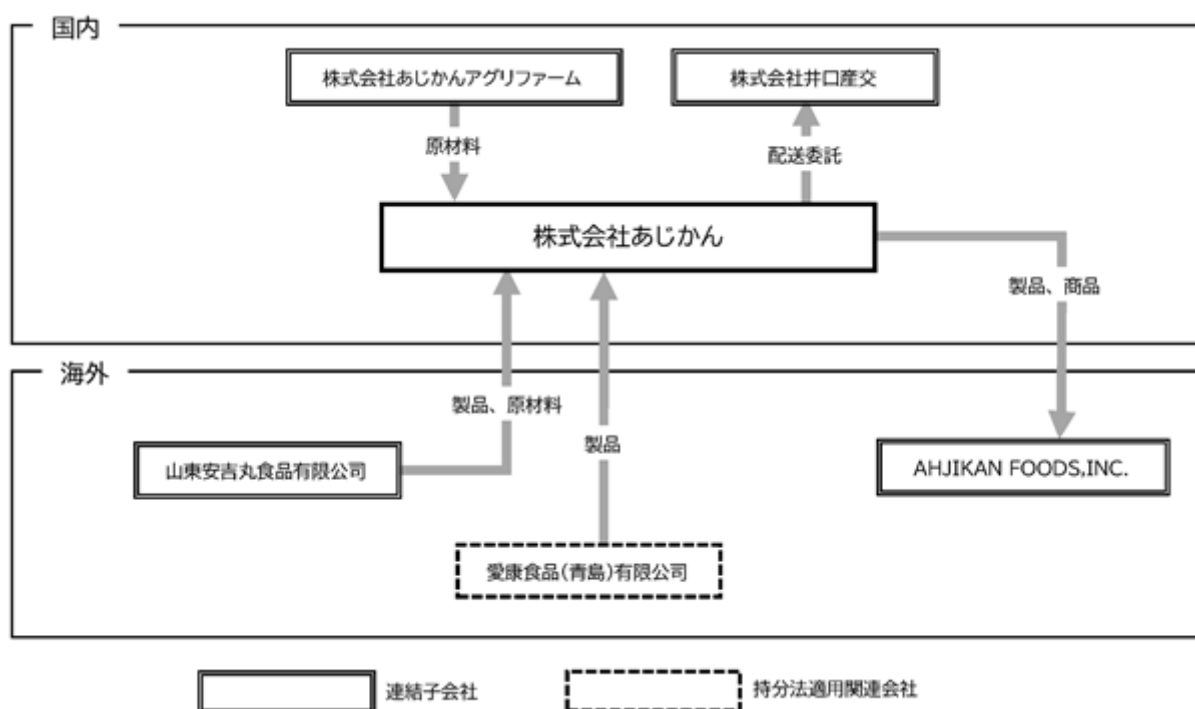 国内
株式会社あじかんアグリファーム
株式会社井口産交
原材料
配送委託
株式会社あじかん
製品、商品
海外
製品、原材料
製品
山東安吉丸食品有限公司
AHJIKAN FOODS,INC.
愛康食品(青島)有限公司
連結子会社
持分法適用関連会社